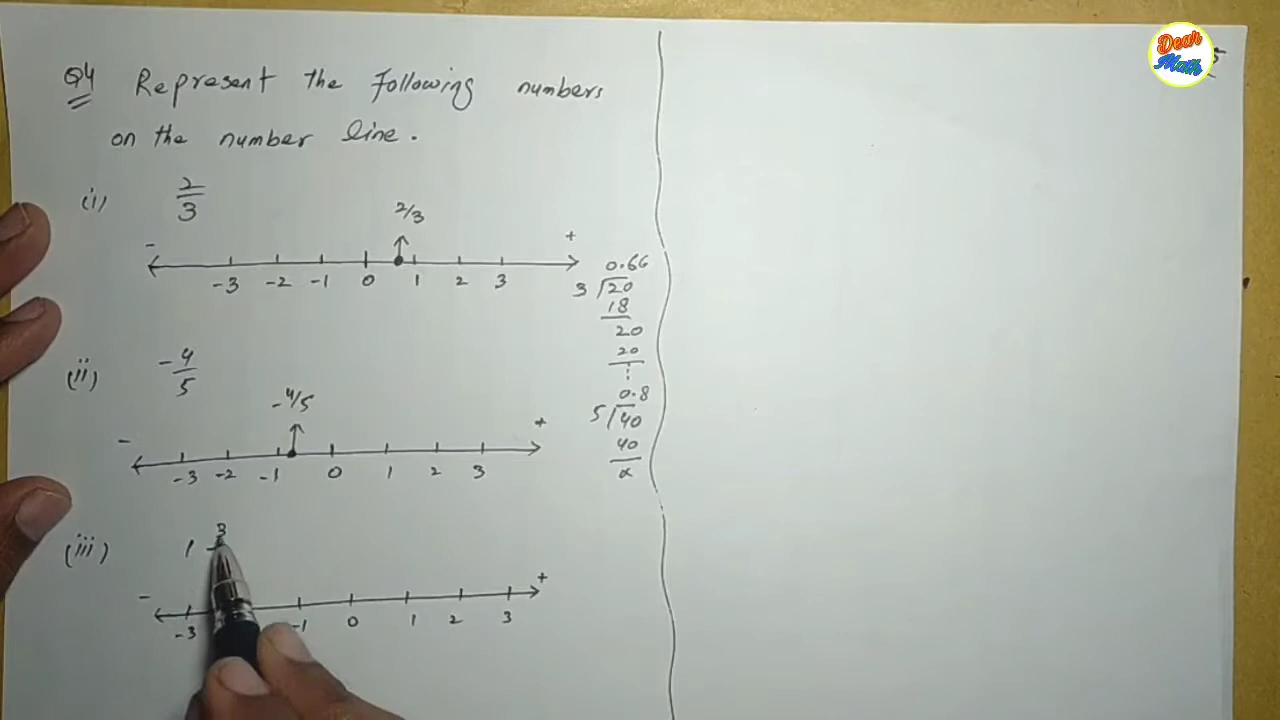 Dear
Math
Q4 Represent the following numbers
on the number line.
(i) 2/3
2/3
- +
-3 -2 -1 0 1 2 3
0.66
3 20
18
20
20
(ii) -4/5
-4/5
- +
-3 -2 -1 0 1 2 3
0.8
5 40
40
x
(iii) 1 3
- +
-3 -1 0 1 2 3